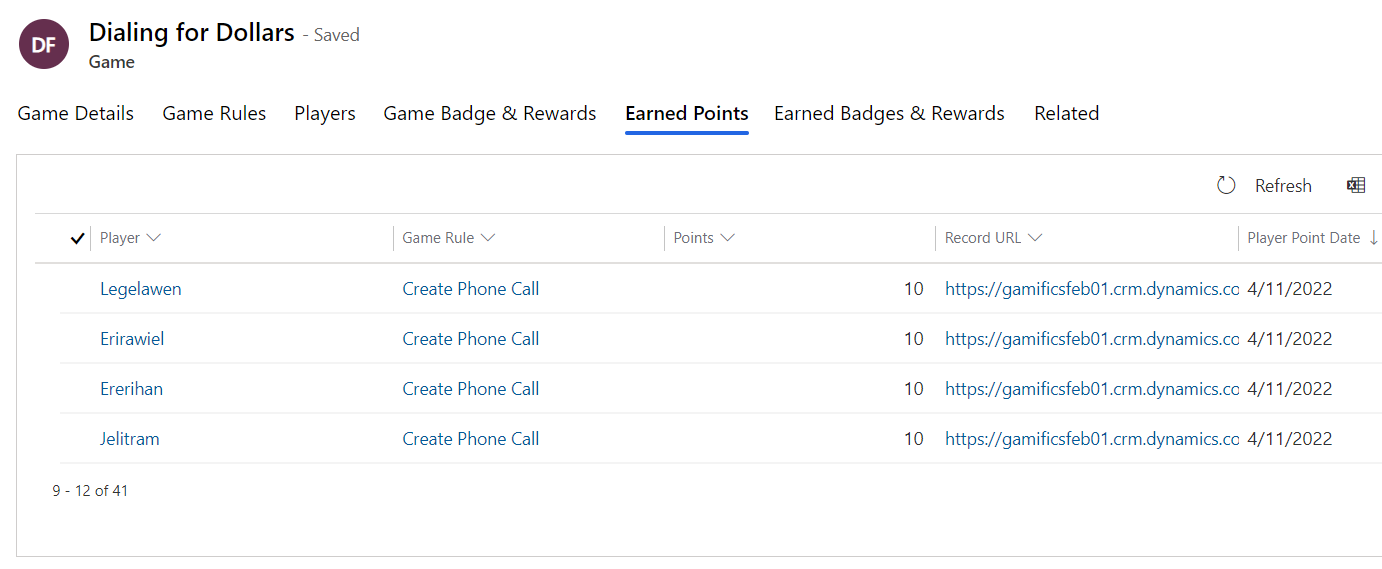 DF
Dialing for Dollars - Saved
Game
Game Details Game Rules Players Game Badge & Rewards Earned Points Earned Badges & Rewards Related
Refresh
Player Game Rule Points Record URL Player Point Date
Legelawen Create Phone Call 10 https://gamificsfeb01.crm.dynamics.co 4/11/2022
Erirawiel Create Phone Call 10 https://gamificsfeb01.crm.dynamics.co 4/11/2022
Ererihan Create Phone Call 10 https://gamificsfeb01.crm.dynamics.co 4/11/2022
Jelitram Create Phone Call 10 https://gamificsfeb01.crm.dynamics.co 4/11/2022
9 - 12 of 41